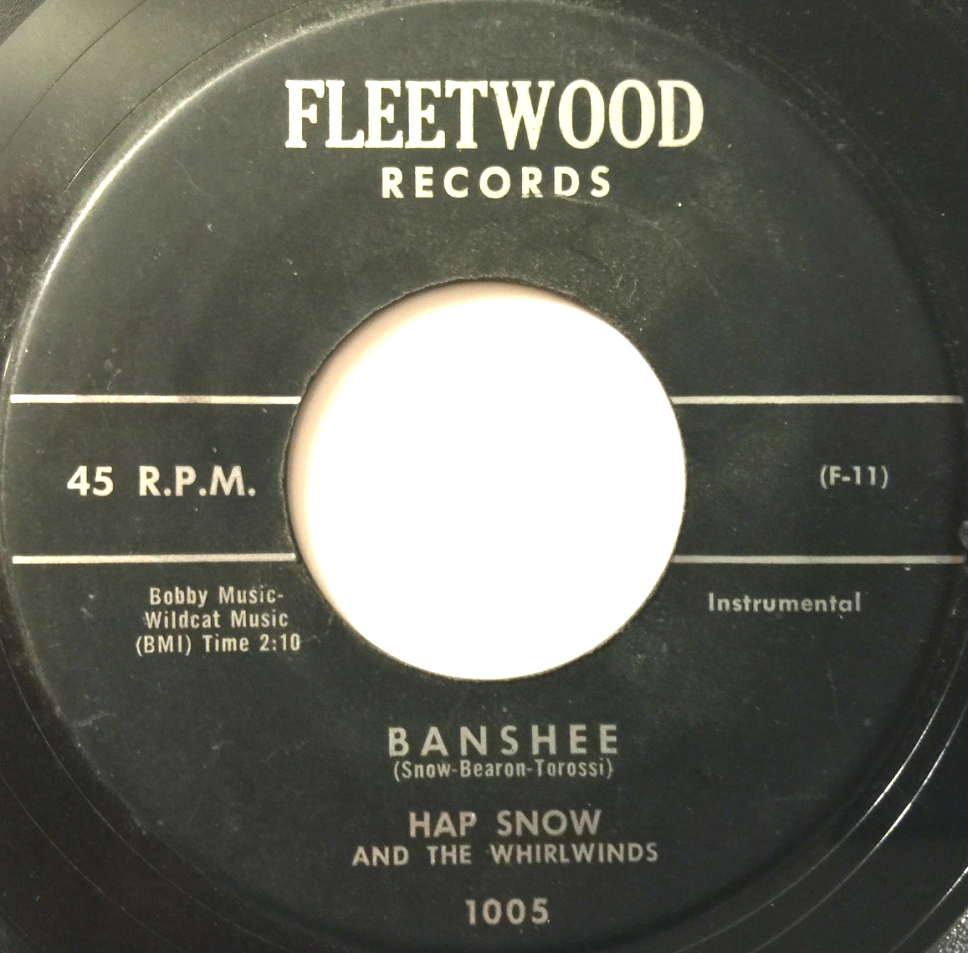 FLEETWOOD
RECORDS
45 R.P.M.
(F-11)
Bobby Music-
Wildcat Music
(BMI) Time 2:10
Instrumental
BANSHEE
(Snow-Bearon-Torossi)
HAP SNOW
AND THE WHIRLWINDS
1005